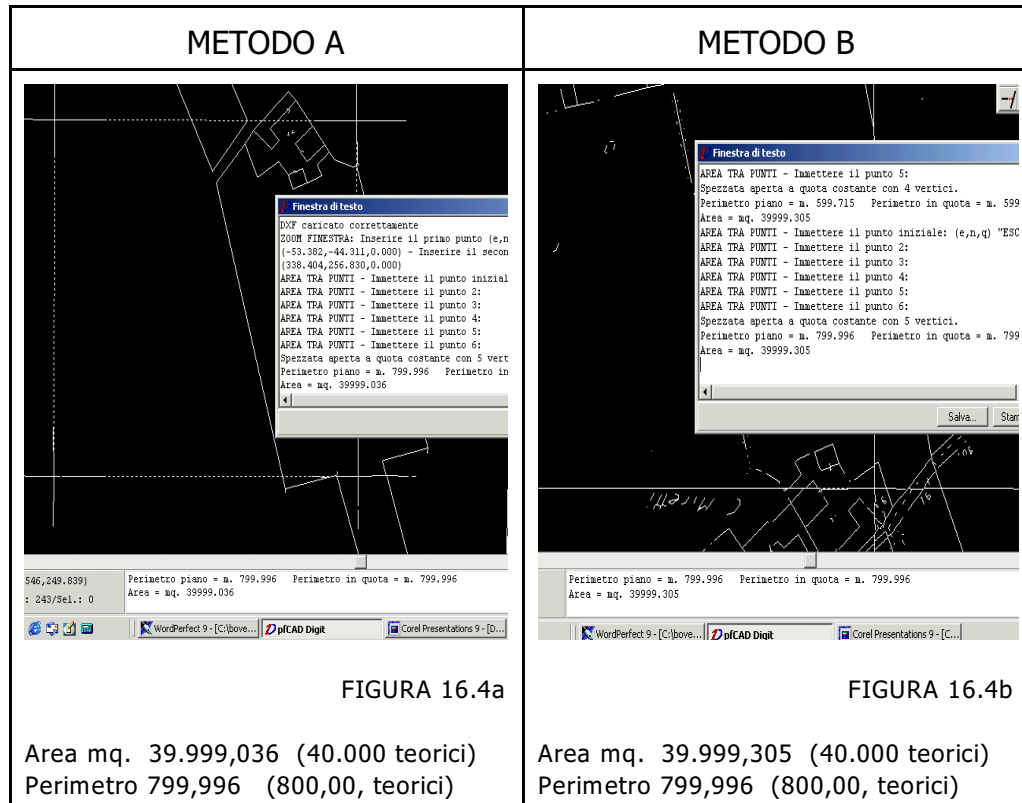 METODO A
Finestra di testo
DXF caricato correttamente
ZOOM FINESTRA: Inserire il primo punto (e,n
(-53.382,-44.311,0.000) - Inserire il secon
(338.404,256.830,0.000)
AREA TRA PUNTI - Immettere il punto inizial
AREA TRA PUNTI - Immettere il punto 2:
AREA TRA PUNTI - Immettere il punto 3:
AREA TRA PUNTI - Immettere il punto 4:
AREA TRA PUNTI - Immettere il punto 5:
AREA TRA PUNTI - Immettere il punto 6:
Spezzata aperta a quota costante con 5 vert
Perimetro piano = m. 799.996 Perimetro in
Area = mq. 39999.036
546,249.839)
: 243/Sel.: 0
Perimetro piano = m. 799.996 Perimetro in quota = m. 799.996
Area = mq. 39999.036
WordPerfect 9 - [C:\bove... pfCAD Digit Corel Presentations 9 - [D...
FIGURA 16.4a
Area mq. 39.999,036 (40.000 teorici)
Perimetro 799,996 (800,00, teorici)
METODO B
Finestra di testo
AREA TRA PUNTI - Immettere il punto 5:
Spezzata aperta a quota costante con 4 vertici.
Perimetro piano = m. 599.715 Perimetro in quota = m. 599
Area = mq. 39999.305
AREA TRA PUNTI - Immettere il punto iniziale: (e,n,q) "ESC
AREA TRA PUNTI - Immettere il punto 2:
AREA TRA PUNTI - Immettere il punto 3:
AREA TRA PUNTI - Immettere il punto 4:
AREA TRA PUNTI - Immettere il punto 5:
AREA TRA PUNTI - Immettere il punto 6:
Spezzata aperta a quota costante con 5 vertici.
Perimetro piano = m. 799.996 Perimetro in quota = m. 799
Area = mq. 39999.305
Salva... Stam
Perimetro piano = m. 799.996 Perimetro in quota = m. 799.996
Area = mq. 39999.305
WordPerfect 9 - [C:\bove... pfCAD Digit Corel Presentations 9 - [C...
FIGURA 16.4b
Area mq. 39.999,305 (40.000 teorici)
Perimetro 799,996 (800,00, teorici)